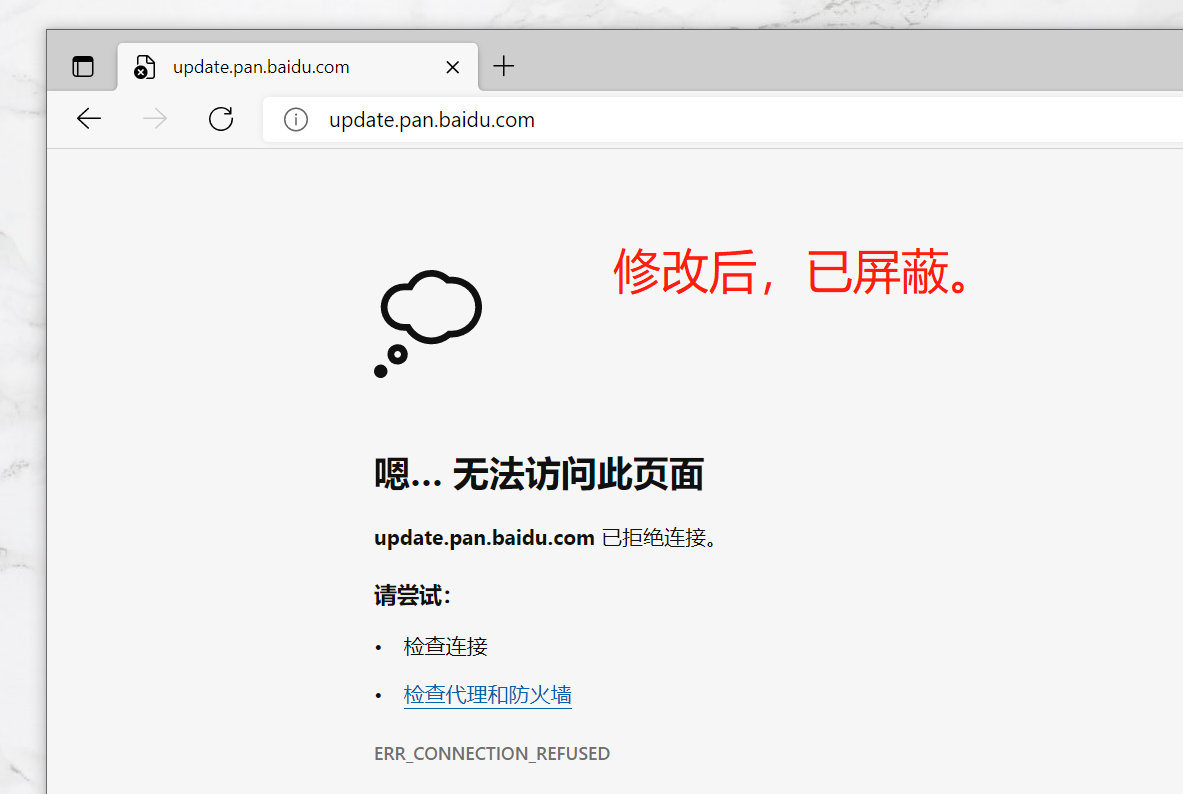 update.pan.baidu.com
update.pan.baidu.com
修改后，已屏蔽。
嗯... 无法访问此页面
update.pan.baidu.com 已拒绝连接。
请尝试：
• 检查连接
• 检查代理和防火墙
ERR_CONNECTION_REFUSED